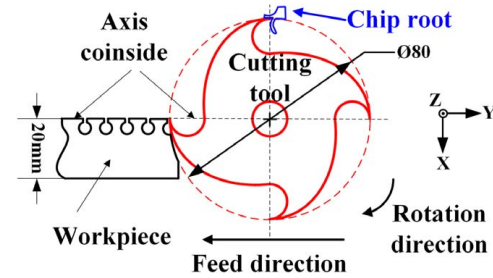 Axis
coinside
Chip root
Cutting
tool
Ø80
20mm
Z
Y
X
Workpiece
Rotation
direction
Feed direction